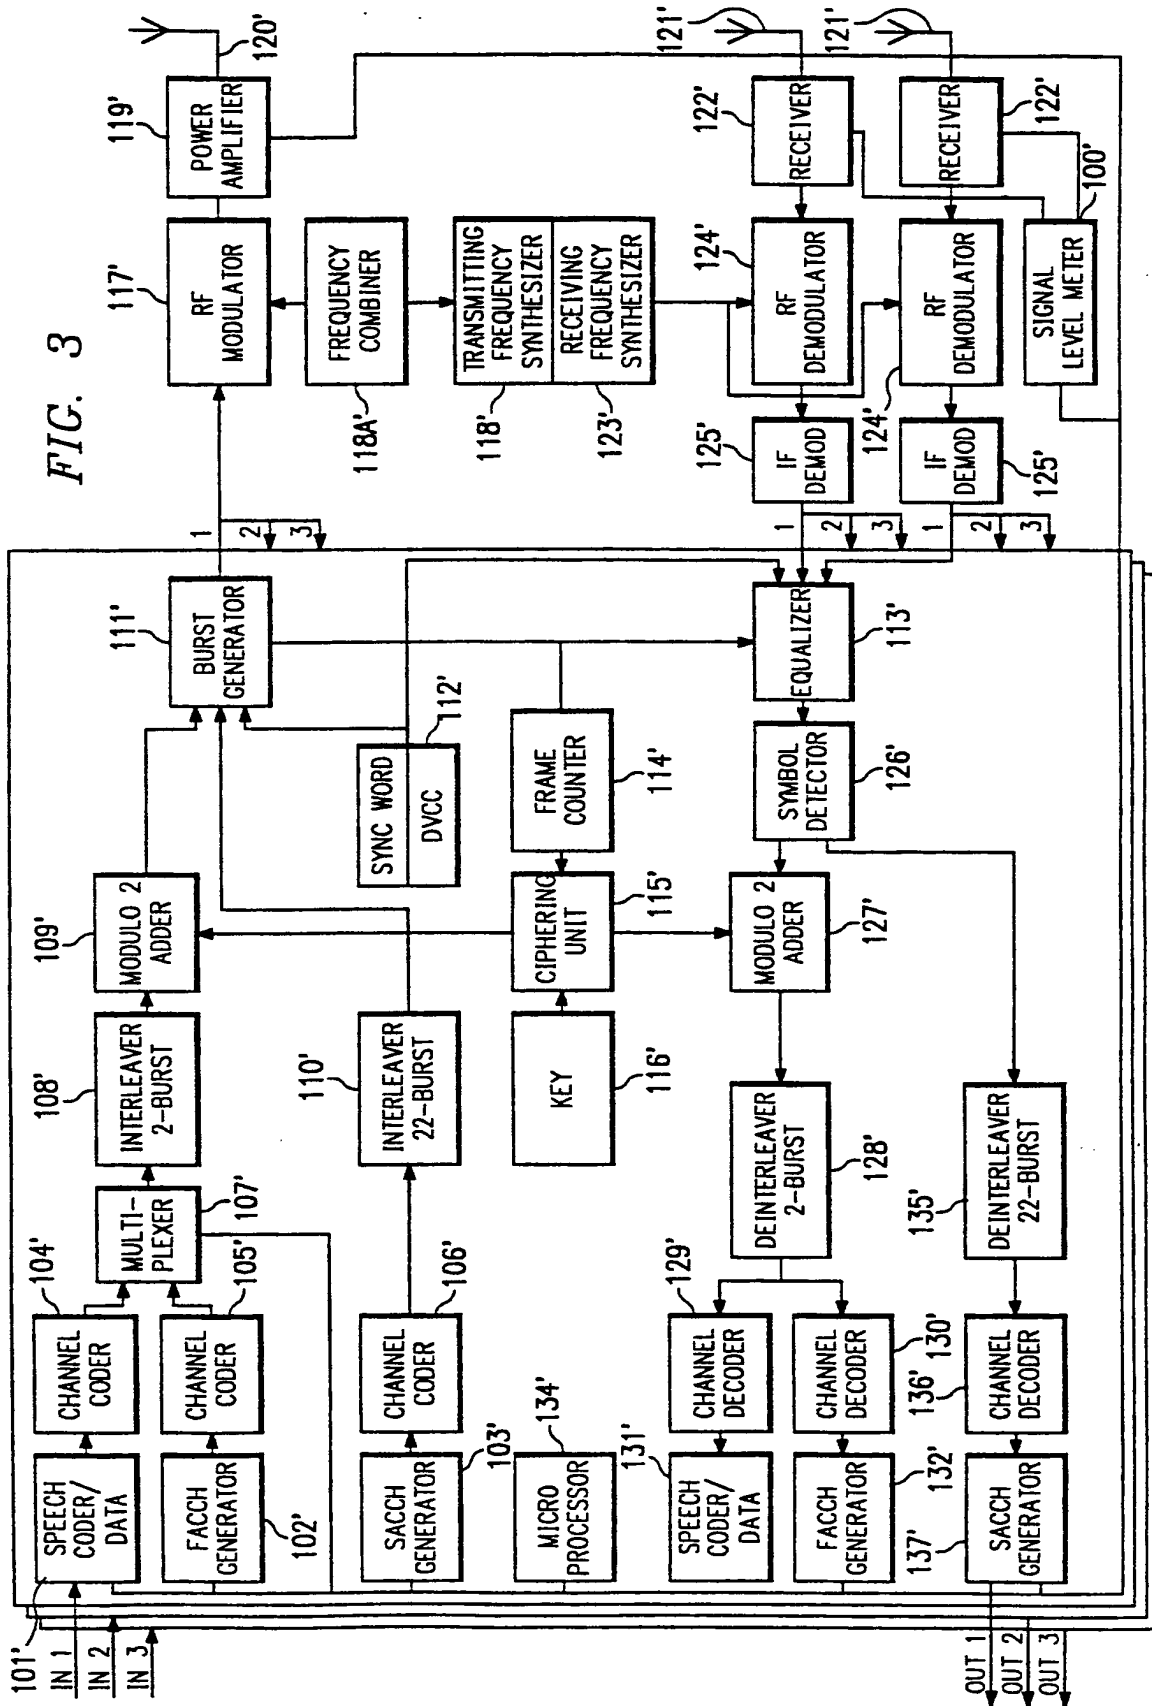 FIG. 3
IN 1
IN 2
IN 3
101'
SPEECH
CODER/
DATA
104'
CHANNEL
CODER
FACCH
GENERATOR
102'
CHANNEL
CODER
105'
MULTI-
PLEXER
107'
108'
INTERLEAVER
2-BURST
109'
MODULO 2
ADDER
111'
BURST
GENERATOR
1
2
3
117'
RF
MODULATOR
119'
POWER
AMPLIFIER
120'
SACCH
GENERATOR
103'
CHANNEL
CODER
106'
110'
INTERLEAVER
22-BURST
SYNC WORD
DVCC
112'
FREQUENCY
COMBINER
118A'
MICRO
PROCESSOR
134'
KEY
116'
CIPHERING
UNIT
115'
FRAME
COUNTER
114'
TRANSMITTING
FREQUENCY
SYNTHESIZER
118'
RECEIVING
FREQUENCY
SYNTHESIZER
123'
131'
SPEECH
CODER/
DATA
129'
CHANNEL
DECODER
FACCH
GENERATOR
132'
CHANNEL
DECODER
130'
DEINTERLEAVER
2-BURST
128'
MODULO 2
ADDER
127'
SYMBOL
DETECTOR
126'
EQUALIZER
113'
1
2
3
125'
IF
DEMOD
124'
RF
DEMODULATOR
122'
RECEIVER
121'
137'
SACCH
GENERATOR
136'
CHANNEL
DECODER
135'
DEINTERLEAVER
22-BURST
1
2
3
IF
DEMOD
125'
124'
RF
DEMODULATOR
RECEIVER
122'
121'
SIGNAL
LEVEL METER
100'
OUT 1
OUT 2
OUT 3